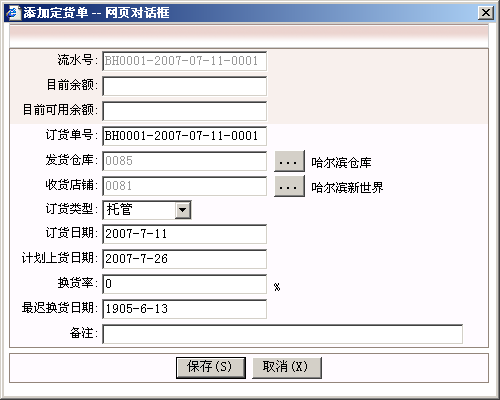 添加定货单 -- 网页对话框
流水号: BH0001-2007-07-11-0001
目前余额:
目前可用余额:
订货单号: BH0001-2007-07-11-0001
发货仓库: 0085 ... 哈尔滨仓库
收货店铺: 0081 ... 哈尔滨新世界
订货类型: 托管
订货日期: 2007-7-11
计划上货日期: 2007-7-26
换货率: 0 %
最迟换货日期: 1905-6-13
备注:
保存(S) 取消(X)